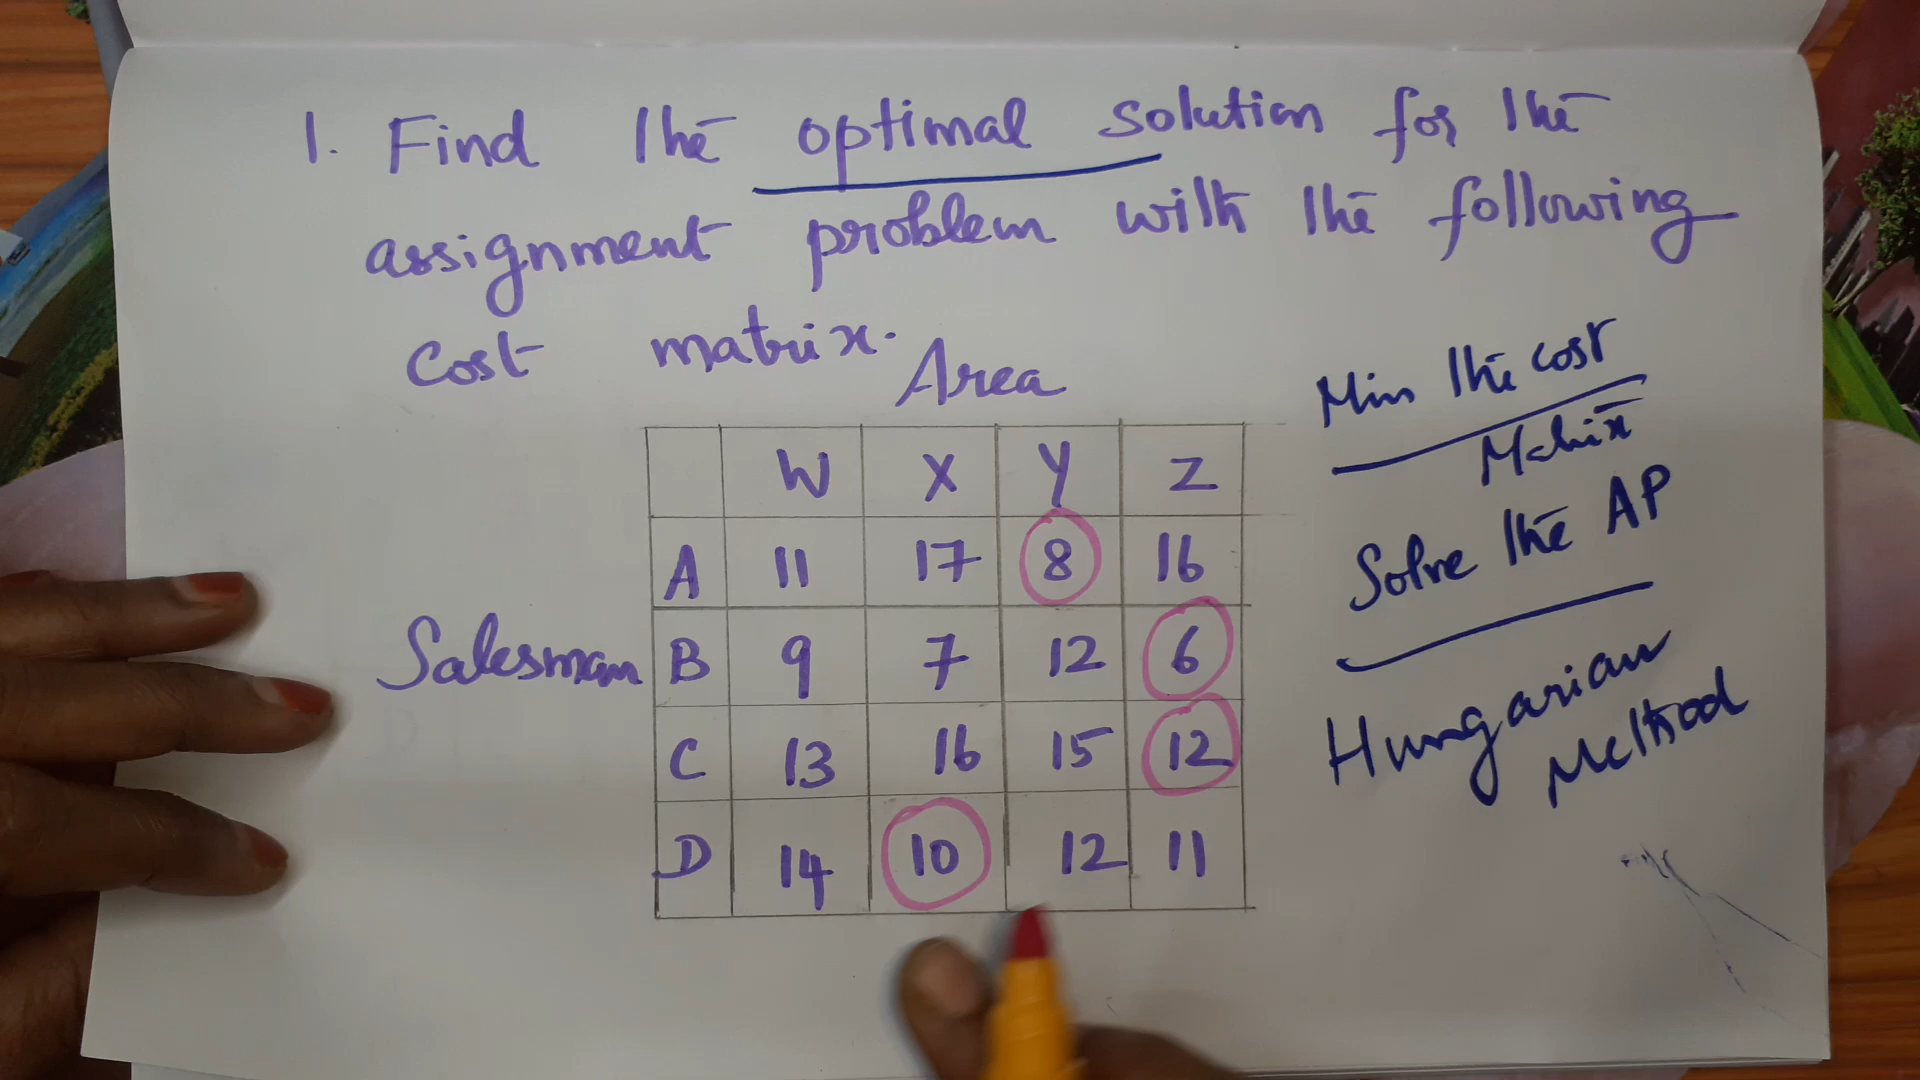 1. Find the optimal solution for the
assignment problem with the following
cost matrix.
Area
W X Y Z
A 11 17 8 16
Salesman B 9 7 12 6
C 13 16 15 12
D 14 10 12 11
Min the cost
Matrix
Solve the AP
Hungarian
Method